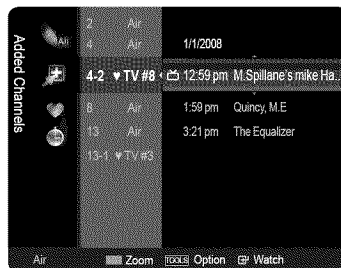 Added Channels
All
2 Air
4 Air 1/1/2008
4-2 ♥ TV #8 12:59 pm M.Spillane's mike Ha..
8 Air 1:59 pm Quincy, M.E
13 Air 3:21 pm The Equalizer
13-1 ♥ TV #3
Air Zoom TOOLS Option Watch